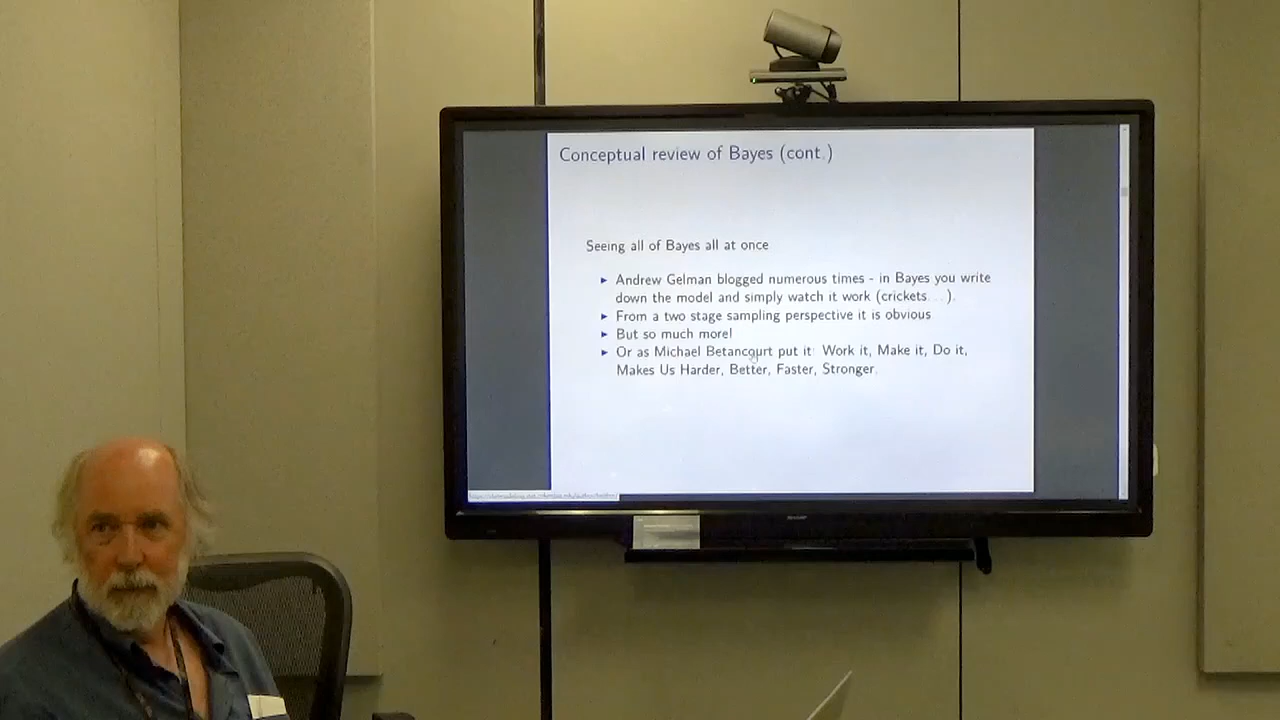 Conceptual review of Bayes (cont.)
Seeing all of Bayes all at once
▸ Andrew Gelman blogged numerous times - in Bayes you write
down the model and simply watch it work (crickets...).
▸ From a two stage sampling perspective it is obvious
▸ But so much more!
▸ Or as Michael Betancourt put it: Work it, Make it, Do it,
Makes Us Harder, Better, Faster, Stronger.
SHARP